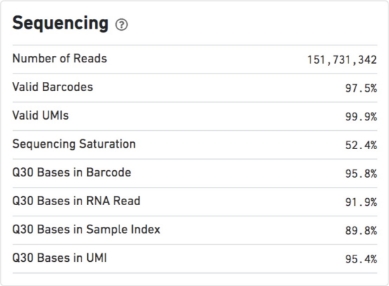 Sequencing ?
Number of Reads 151,731,342
Valid Barcodes 97.5%
Valid UMIs 99.9%
Sequencing Saturation 52.4%
Q30 Bases in Barcode 95.8%
Q30 Bases in RNA Read 91.9%
Q30 Bases in Sample Index 89.8%
Q30 Bases in UMI 95.4%